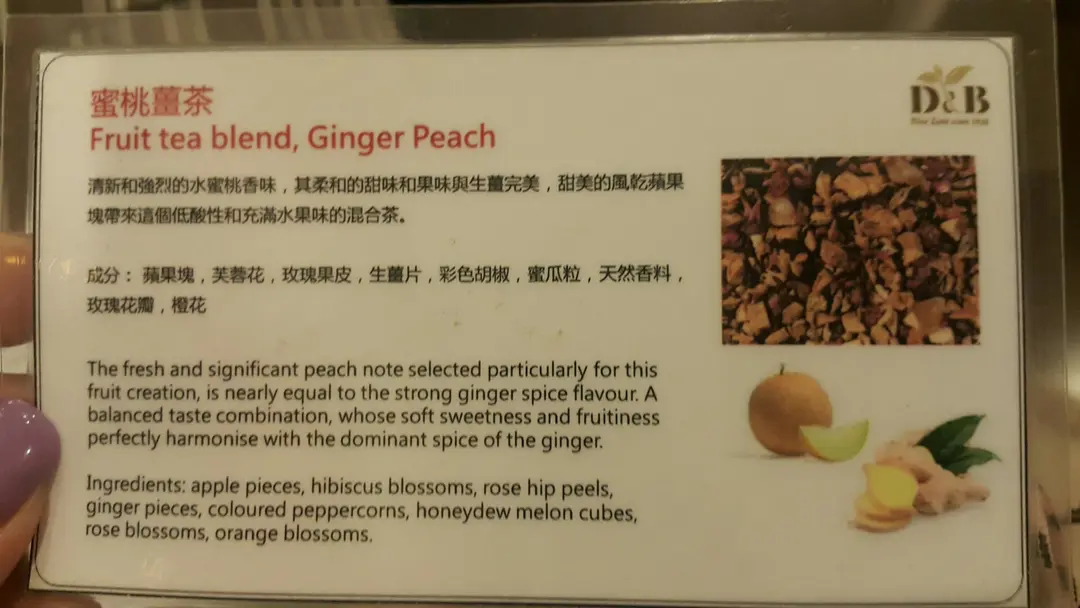 蜜桃薑茶
Fruit tea blend, Ginger Peach
D&B
清新和強烈的水蜜桃香味，其柔和的甜味和果味與生薑完美，甜美的風乾蘋果
塊帶來這個低酸性和充滿水果味的混合茶。
成分： 蘋果塊，芙蓉花，玫瑰果皮，生薑片，彩色胡椒，蜜瓜粒，天然香料，
玫瑰花瓣，橙花
The fresh and significant peach note selected particularly for this
fruit creation, is nearly equal to the strong ginger spice flavour. A
balanced taste combination, whose soft sweetness and fruitiness
perfectly harmonise with the dominant spice of the ginger.
Ingredients: apple pieces, hibiscus blossoms, rose hip peels,
ginger pieces, coloured peppercorns, honeydew melon cubes,
rose blossoms, orange blossoms.